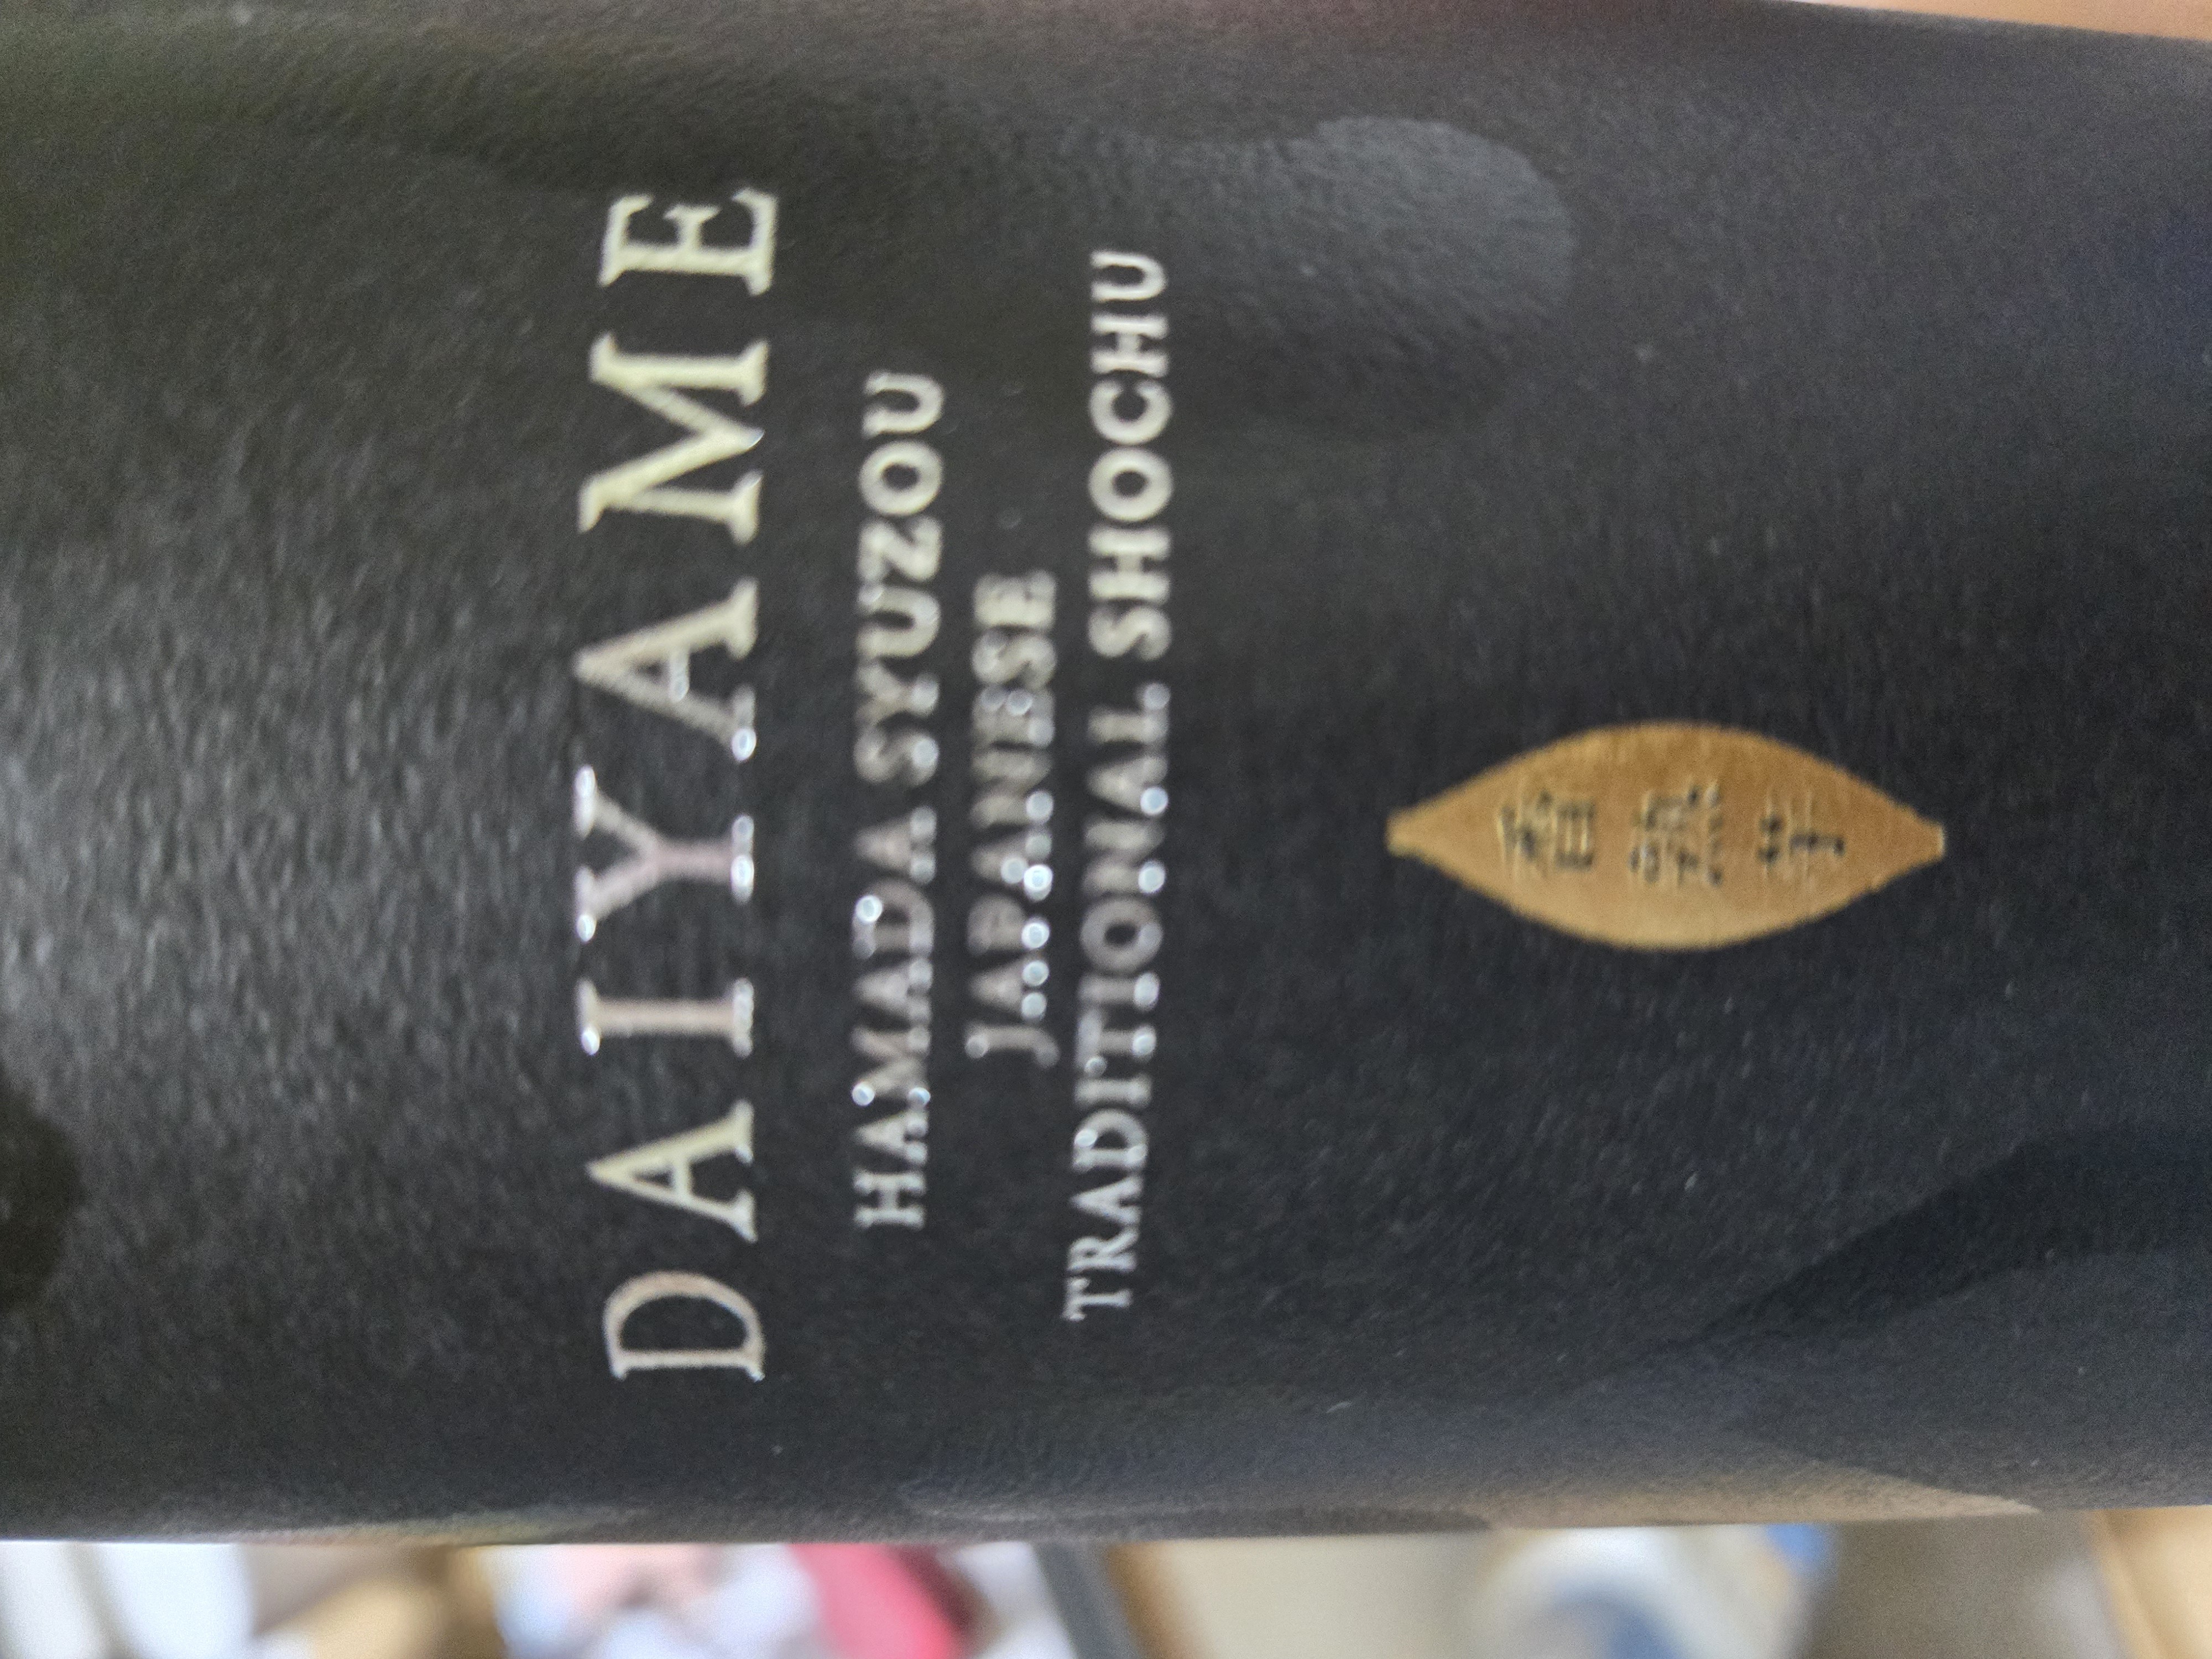 DAIYAME
HAMADA SYUZOU
JAPANESE
TRADITIONAL SHOCHU
香
熟
芋